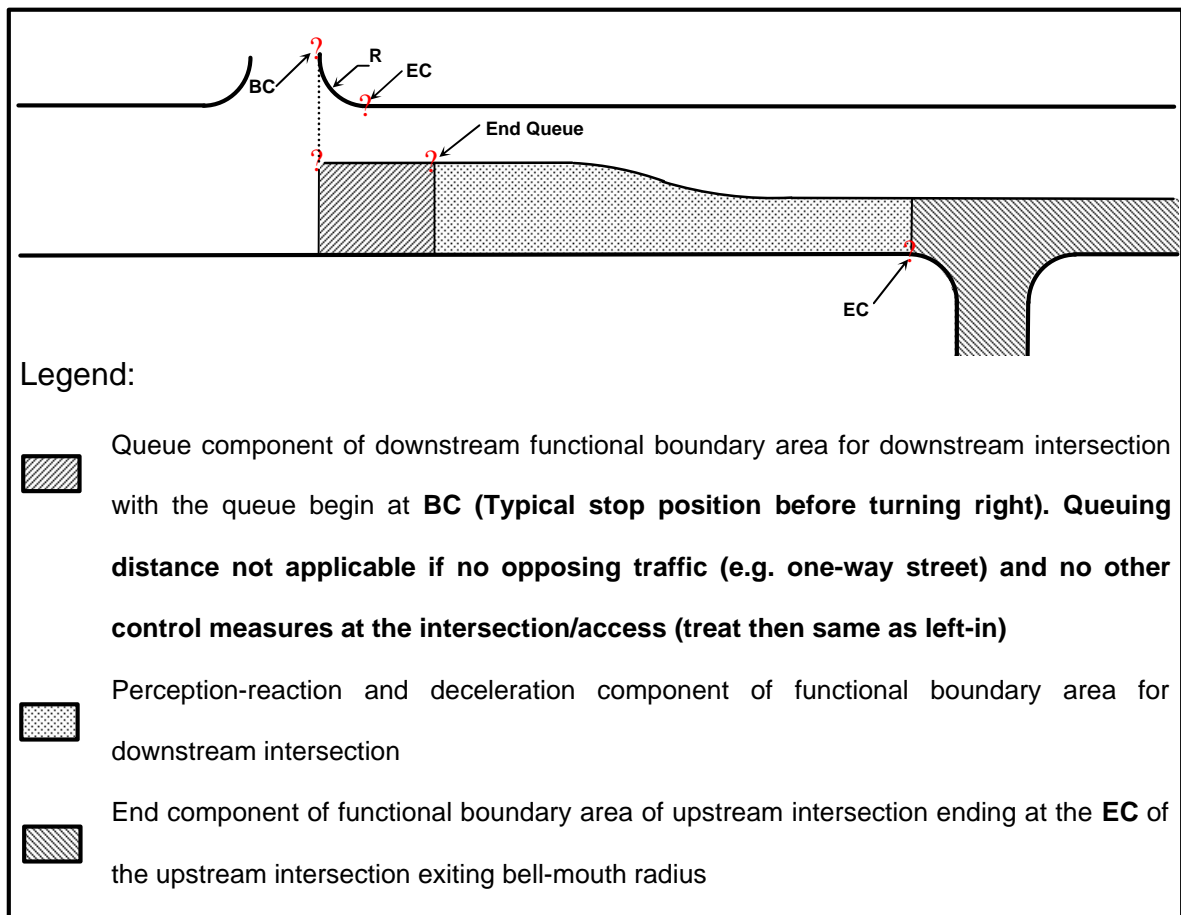 ?
R
BC
EC
?
End Queue
?
?
?
EC
Legend:
Queue component of downstream functional boundary area for downstream intersection
with the queue begin at BC (Typical stop position before turning right). Queuing
distance not applicable if no opposing traffic (e.g. one-way street) and no other
control measures at the intersection/access (treat then same as left-in)
Perception-reaction and deceleration component of functional boundary area for
downstream intersection
End component of functional boundary area of upstream intersection ending at the EC of
the upstream intersection exiting bell-mouth radius